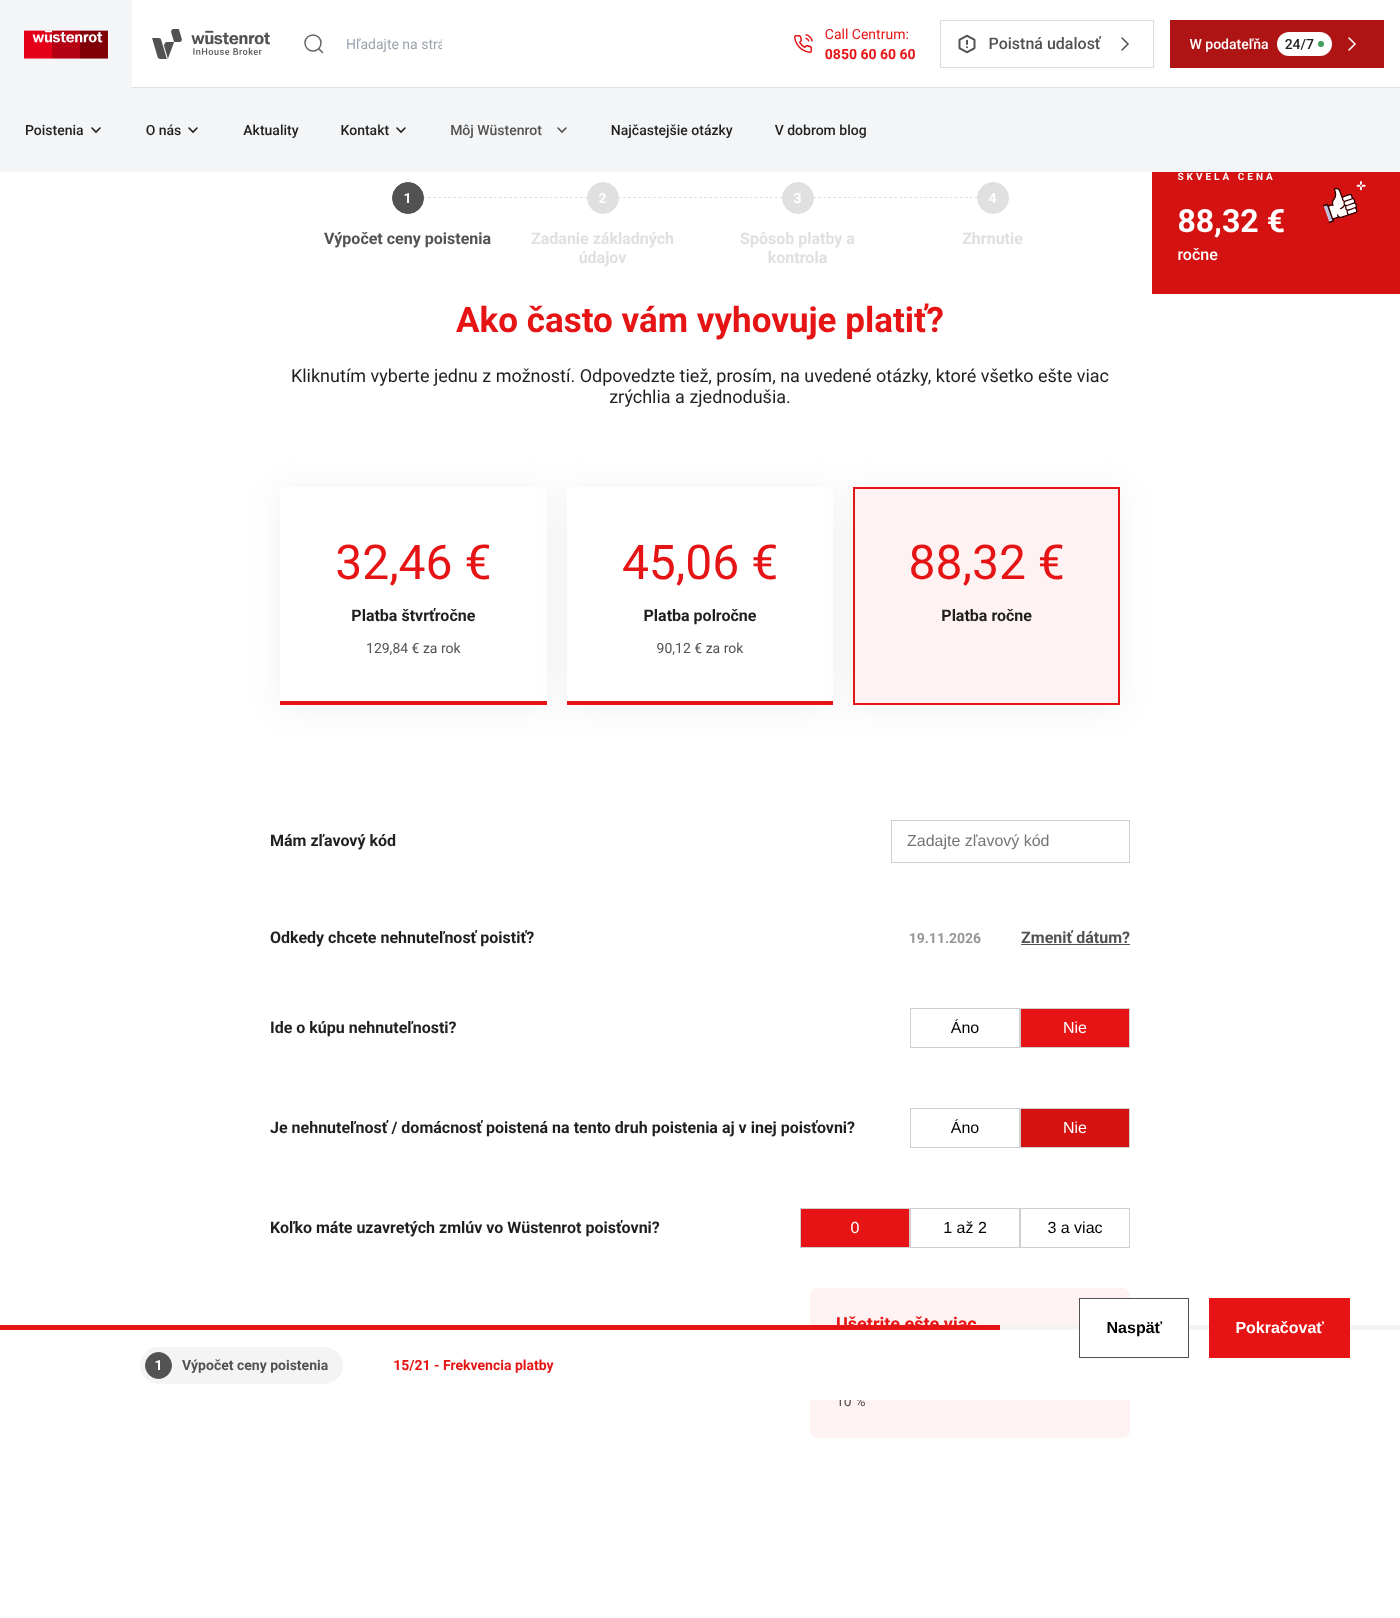 wüstenrot
wüstenrot
InHouse Broker
Hľadajte na strá
Call Centrum:
0850 60 60 60
Poistná udalosť
W podateľňa
24/7
Poistenia
O nás
Aktuality
Kontakt
Môj Wüstenrot
Najčastejšie otázky
V dobrom blog
SKVELÁ CENA
88,32 €
ročne
1
2
3
4
Výpočet ceny poistenia
Zadanie základných
údajov
Spôsob platby a
kontrola
Zhrnutie
Ako často vám vyhovuje platiť?
Kliknutím vyberte jednu z možností. Odpovedzte tiež, prosím, na uvedené otázky, ktoré všetko ešte viac
zrýchlia a zjednodušia.
32,46 €
Platba štvrťročne
129,84 € za rok
45,06 €
Platba polročne
90,12 € za rok
88,32 €
Platba ročne
Mám zľavový kód
Zadajte zľavový kód
Odkedy chcete nehnuteľnosť poistiť?
19.11.2026
Zmeniť dátum?
Ide o kúpu nehnuteľnosti?
Áno
Nie
Je nehnuteľnosť / domácnosť poistená na tento druh poistenia aj v inej poisťovni?
Áno
Nie
Koľko máte uzavretých zmlúv vo Wüstenrot poisťovni?
0
1 až 2
3 a viac
Ušetrite ešte viac
Naspäť
Pokračovať
1
Výpočet ceny poistenia
15/21 - Frekvencia platby
10 %